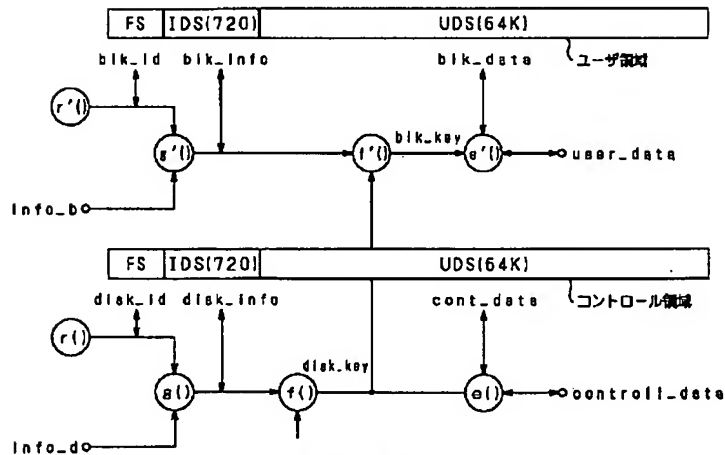 FS IDS(720) UDS(64K)
blk_id blk_info blk_data ユーザ領域
r'()
blk_key
g'() f'() e'() user_data
info_b
FS IDS(720) UDS(64K)
disk_id disk_info cont_data コントロール領域
r()
disk_key
g() f() e() controll_data
info_d